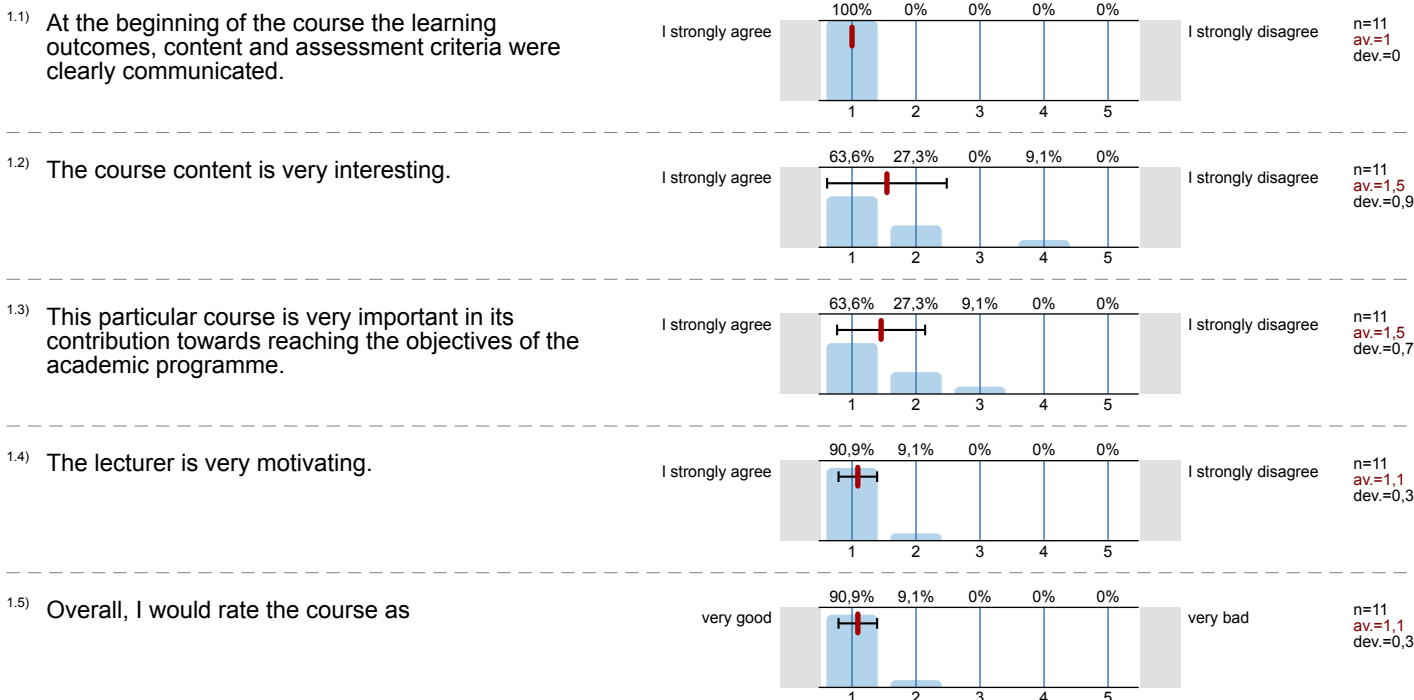 1.1) At the beginning of the course the learning
outcomes, content and assessment criteria were
clearly communicated.
I strongly agree
100% 0% 0% 0% 0%
1 2 3 4 5
I strongly disagree
n=11
av.=1
dev.=0
1.2) The course content is very interesting.
I strongly agree
63,6% 27,3% 0% 9,1% 0%
1 2 3 4 5
I strongly disagree
n=11
av.=1,5
dev.=0,9
1.3) This particular course is very important in its
contribution towards reaching the objectives of the
academic programme.
I strongly agree
63,6% 27,3% 9,1% 0% 0%
1 2 3 4 5
I strongly disagree
n=11
av.=1,5
dev.=0,7
1.4) The lecturer is very motivating.
I strongly agree
90,9% 9,1% 0% 0% 0%
1 2 3 4 5
I strongly disagree
n=11
av.=1,1
dev.=0,3
1.5) Overall, I would rate the course as
very good
90,9% 9,1% 0% 0% 0%
1 2 3 4 5
very bad
n=11
av.=1,1
dev.=0,3